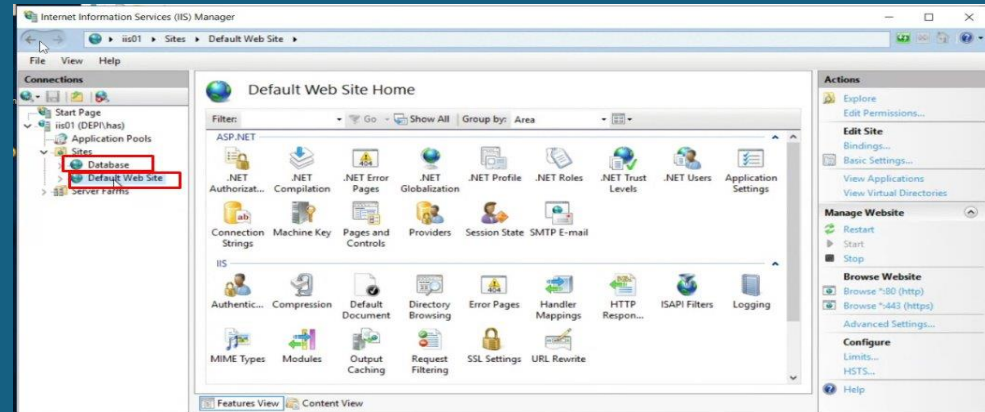 Internet Information Services (IIS) Manager
iis01 Sites Default Web Site
File View Help
Connections
Start Page
iis01 (DEPI\has)
Application Pools
Sites
Database
Default Web Site
Server Farms
Default Web Site Home
Filter: Go Show All Group by: Area
ASP.NET
.NET Authorizat...
.NET Compilation
.NET Error Pages
.NET Globalization
.NET Profile
.NET Roles
.NET Trust Levels
.NET Users
Application Settings
Connection Strings
Machine Key
Pages and Controls
Providers
Session State
SMTP E-mail
IIS
Authentic...
Compression
Default Document
Directory Browsing
Error Pages
Handler Mappings
HTTP Respon...
ISAPI Filters
Logging
MIME Types
Modules
Output Caching
Request Filtering
SSL Settings
URL Rewrite
Features View Content View
Actions
Explore
Edit Permissions...
Edit Site
Bindings...
Basic Settings...
View Applications
View Virtual Directories
Manage Website
Restart
Start
Stop
Browse Website
Browse *:80 (http)
Browse *:443 (https)
Advanced Settings...
Configure
Limits...
HSTS...
Help